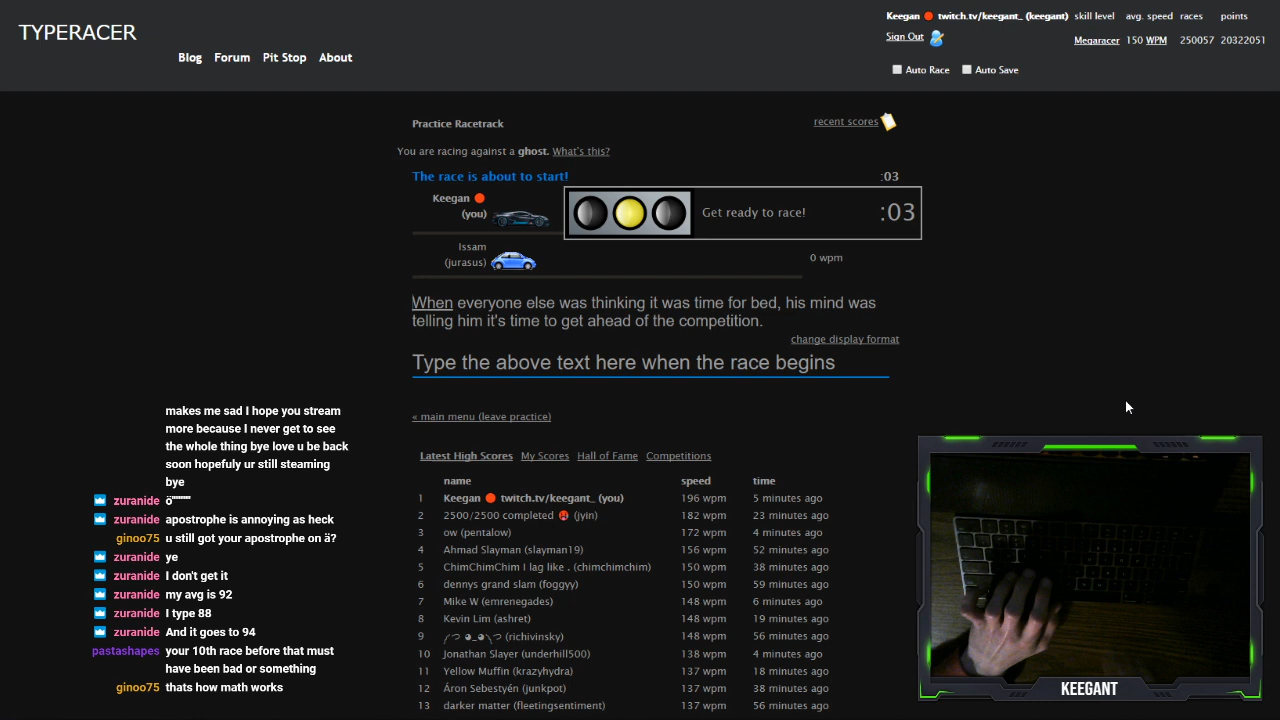 TYPERACER
Blog Forum Pit Stop About
Keegan twitch.tv/keegant_ (keegant) skill level avg. speed races points
Sign Out Megaracer 150 WPM 250057 20322051
Auto Race Auto Save
Practice Racetrack recent scores
You are racing against a ghost. What's this?
The race is about to start! :03
Keegan
(you)
Get ready to race! :03
Issam
(jurasus)
0 wpm
When everyone else was thinking it was time for bed, his mind was
telling him it's time to get ahead of the competition.
change display format
Type the above text here when the race begins
« main menu (leave practice)
Latest High Scores My Scores Hall of Fame Competitions
name speed time
1 Keegan twitch.tv/keegant_ (you) 196 wpm 5 minutes ago
2 2500/2500 completed (jyin) 182 wpm 23 minutes ago
3 ow (pentalow) 172 wpm 4 minutes ago
4 Ahmad Slayman (slayman19) 156 wpm 52 minutes ago
5 ChimChimChim I lag like . (chimchimchim) 150 wpm 38 minutes ago
6 dennys grand slam (foggyy) 150 wpm 59 minutes ago
7 Mike W (emrenegades) 148 wpm 6 minutes ago
8 Kevin Lim (ashret) 148 wpm 19 minutes ago
9 (richivinsky) 148 wpm 56 minutes ago
10 Jonathan Slayer (underhill500) 138 wpm 4 minutes ago
11 Yellow Muffin (krazyhydra) 137 wpm 18 minutes ago
12 Áron Sebestyén (junkpot) 137 wpm 38 minutes ago
13 darker matter (fleetingsentiment) 137 wpm 56 minutes ago
makes me sad I hope you stream
more because I never get to see
the whole thing bye love u be back
soon hopefuly ur still steaming
bye
zuranide
zuranide apostrophe is annoying as heck
ginoo75 u still got your apostrophe on ä?
zuranide ye
zuranide I don't get it
zuranide my avg is 92
zuranide I type 88
zuranide And it goes to 94
pastashapes your 10th race before that must
have been bad or something
ginoo75 thats how math works
KEEGANT